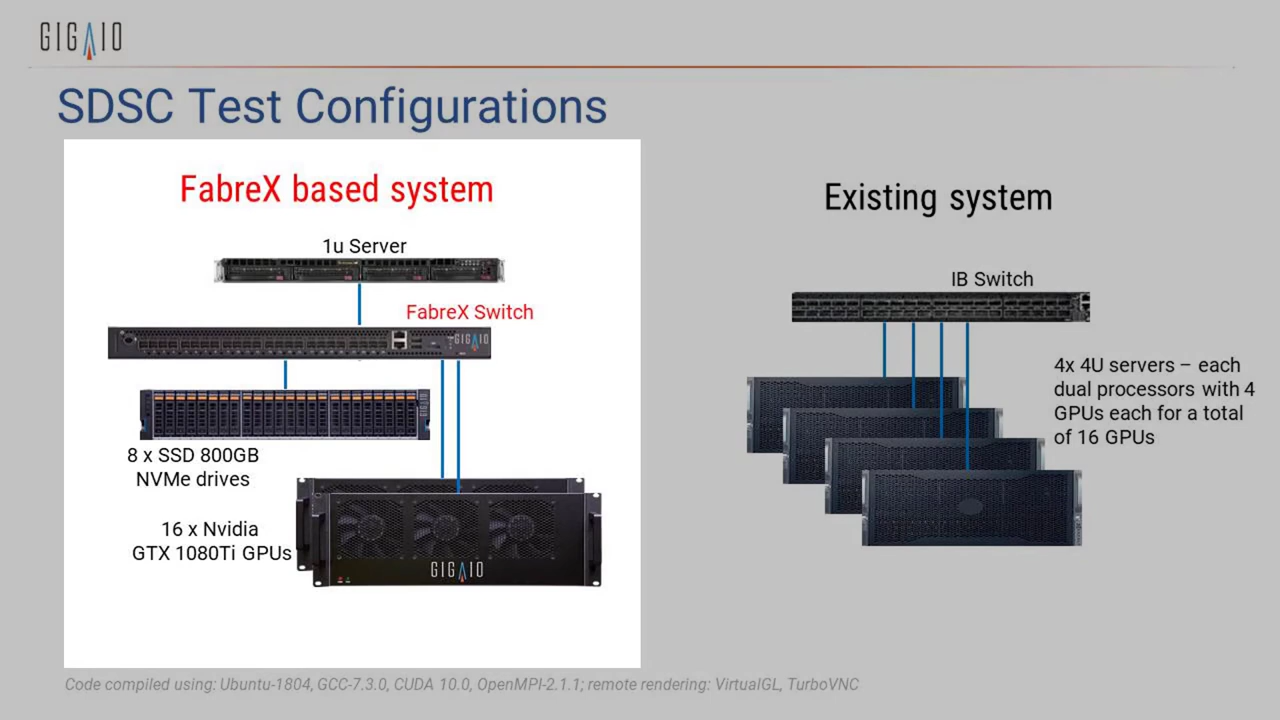 GIGAIO
SDSC Test Configurations
FabreX based system
1u Server
FabreX Switch
GIGAIO
8 x SSD 800GB
NVMe drives
16 x Nvidia
GTX 1080Ti GPUs
GIGAIO
Existing system
IB Switch
4x 4U servers – each
dual processors with 4
GPUs each for a total
of 16 GPUs
Code compiled using: Ubuntu-1804, GCC-7.3.0, CUDA 10.0, OpenMPI-2.1.1; remote rendering: VirtualGL, TurboVNC